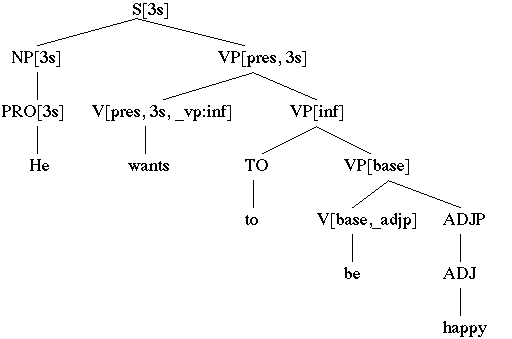 S[3s]
NP[3s] VP[pres, 3s]
PRO[3s] V[pres, 3s, _vp:inf] VP[inf]
He wants TO VP[base]
to V[base,_adjp] ADJP
be ADJ
happy